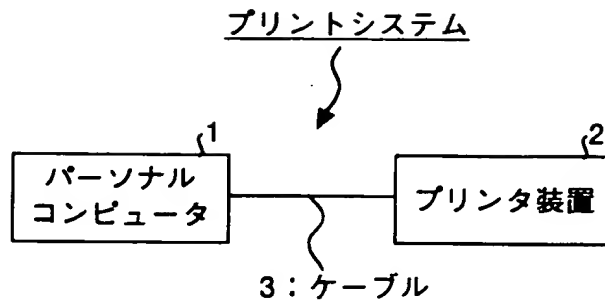 プリントシステム
1
パーソナル
コンピュータ
2
プリンタ装置
3：ケーブル